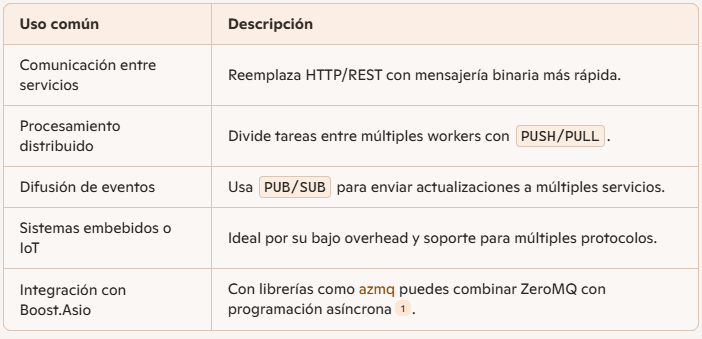 Uso común Descripción
Comunicación entre
servicios
Reemplaza HTTP/REST con mensajería binaria más rápida.
Procesamiento
distribuido
Divide tareas entre múltiples workers con PUSH/PULL.
Difusión de eventos
Usa PUB/SUB para enviar actualizaciones a múltiples servicios.
Sistemas embebidos o
IoT
Ideal por su bajo overhead y soporte para múltiples protocolos.
Integración con
Boost.Asio
Con librerías como azmq puedes combinar ZeroMQ con
programación asíncrona 1.